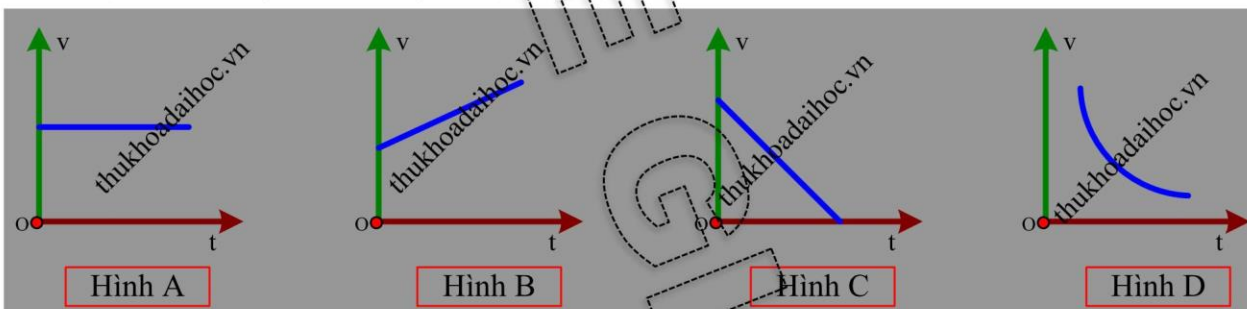 v v v v
thukhoadaihoc.vn thukhoadaihoc.vn thukhoadaihoc.vn thukhoadaihoc.vn
O t O t O t O t
Hình A Hình B Hình C Hình D